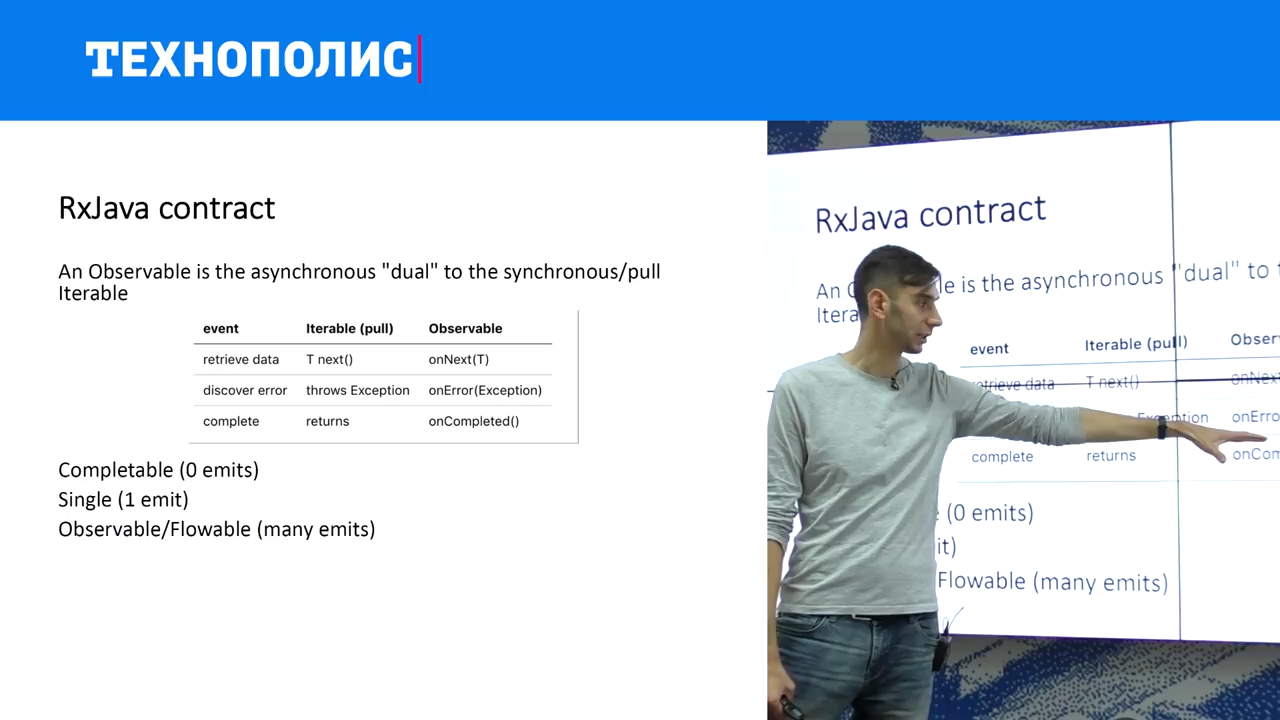 ТЕХНОПОЛИС
RxJava contract
An Observable is the asynchronous "dual" to the synchronous/pull
Iterable
event Iterable (pull) Observable
retrieve data T next() onNext(T)
discover error throws Exception onError(Exception)
complete returns onCompleted()
Completable (0 emits)
Single (1 emit)
Observable/Flowable (many emits)
RxJava contract
An is the asynchronous "dual" to
event Iterable (pull)
retrieve data T next()
Exception
complete returns
(0 emits)
Flowable (many emits)